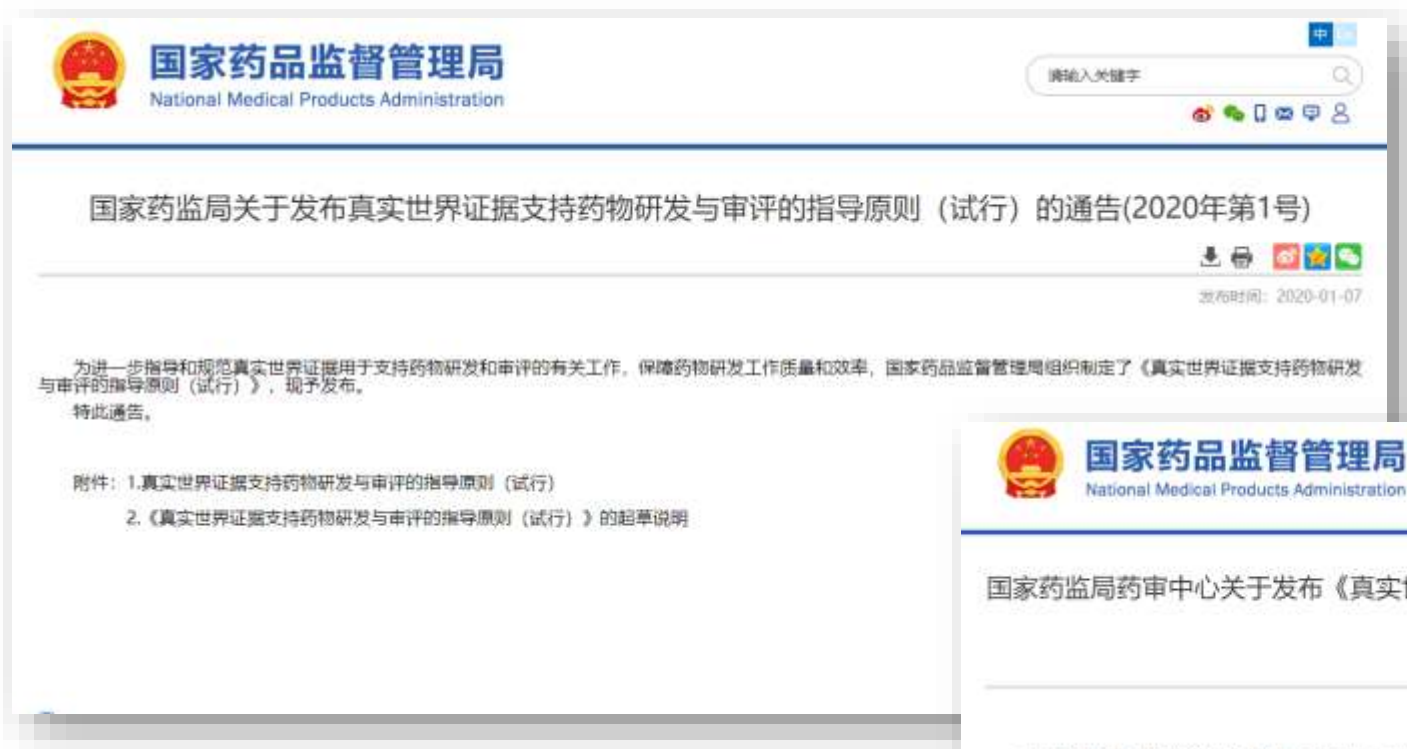 国家药品监督管理局
National Medical Products Administration
中
请输入关键字
国家药监局关于发布真实世界证据支持药物研发与审评的指导原则（试行）的通告(2020年第1号)
发布时间：2020-01-07
为进一步指导和规范真实世界证据用于支持药物研发和审评的有关工作，保障药物研发工作质量和效率，国家药品监督管理局组织制定了《真实世界证据支持药物研发
与审评的指导原则（试行）》，现予发布。
特此通告。
附件：1.真实世界证据支持药物研发与审评的指导原则（试行）
2.《真实世界证据支持药物研发与审评的指导原则（试行）》的起草说明
国家药品监督管理局
National Medical Products Administration
国家药监局药审中心关于发布《真实